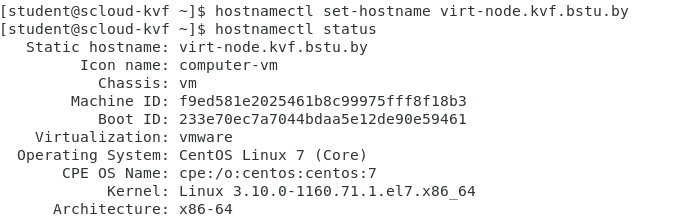 [student@scloud-kvf ~]$ hostnamectl set-hostname virt-node.kvf.bstu.by
[student@scloud-kvf ~]$ hostnamectl status
Static hostname: virt-node.kvf.bstu.by
Icon name: computer-vm
Chassis: vm
Machine ID: f9ed581e2025461b8c99975fff8f18b3
Boot ID: 233e70ec7a7044bdaa5e12de90e59461
Virtualization: vmware
Operating System: CentOS Linux 7 (Core)
CPE OS Name: cpe:/o:centos:centos:7
Kernel: Linux 3.10.0-1160.71.1.el7.x86_64
Architecture: x86-64